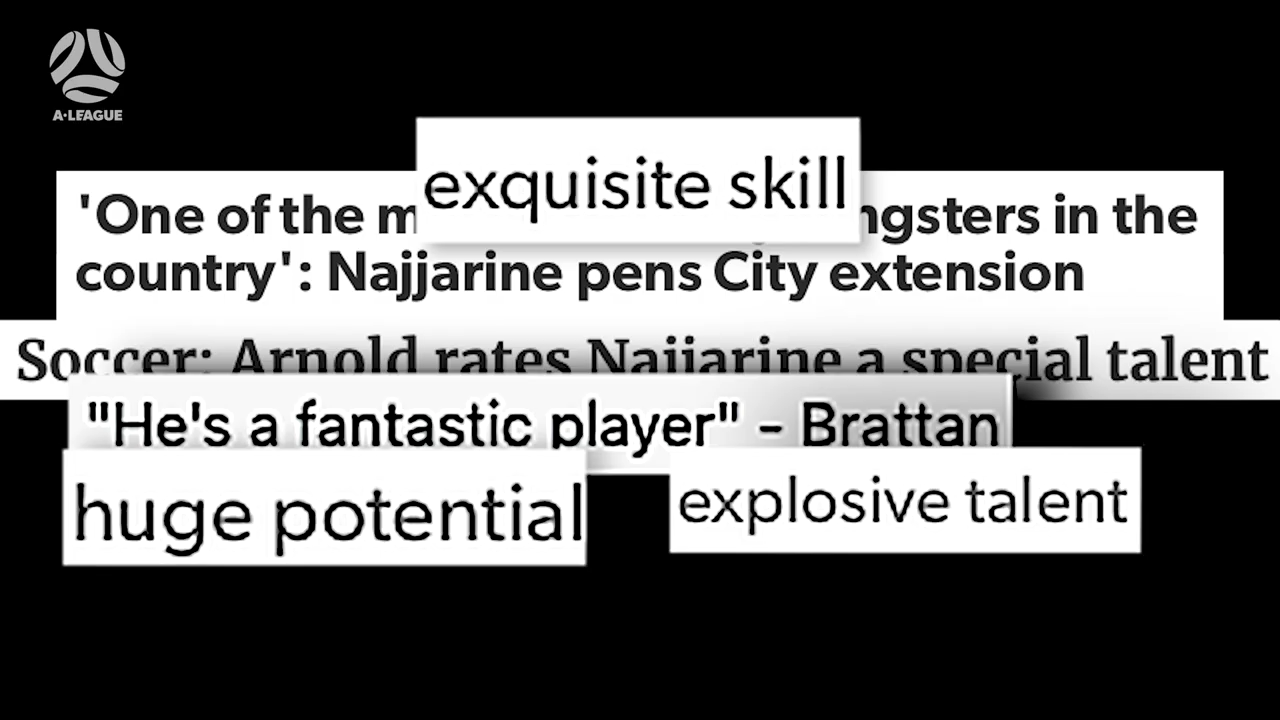 A-LEAGUE
exquisite skill
'One of the ngsters in the
country': Najjarine pens City extension
Soccer: Arnold rates Najjarine a special talent
"He's a fantastic player" - Brattan
huge potential
explosive talent